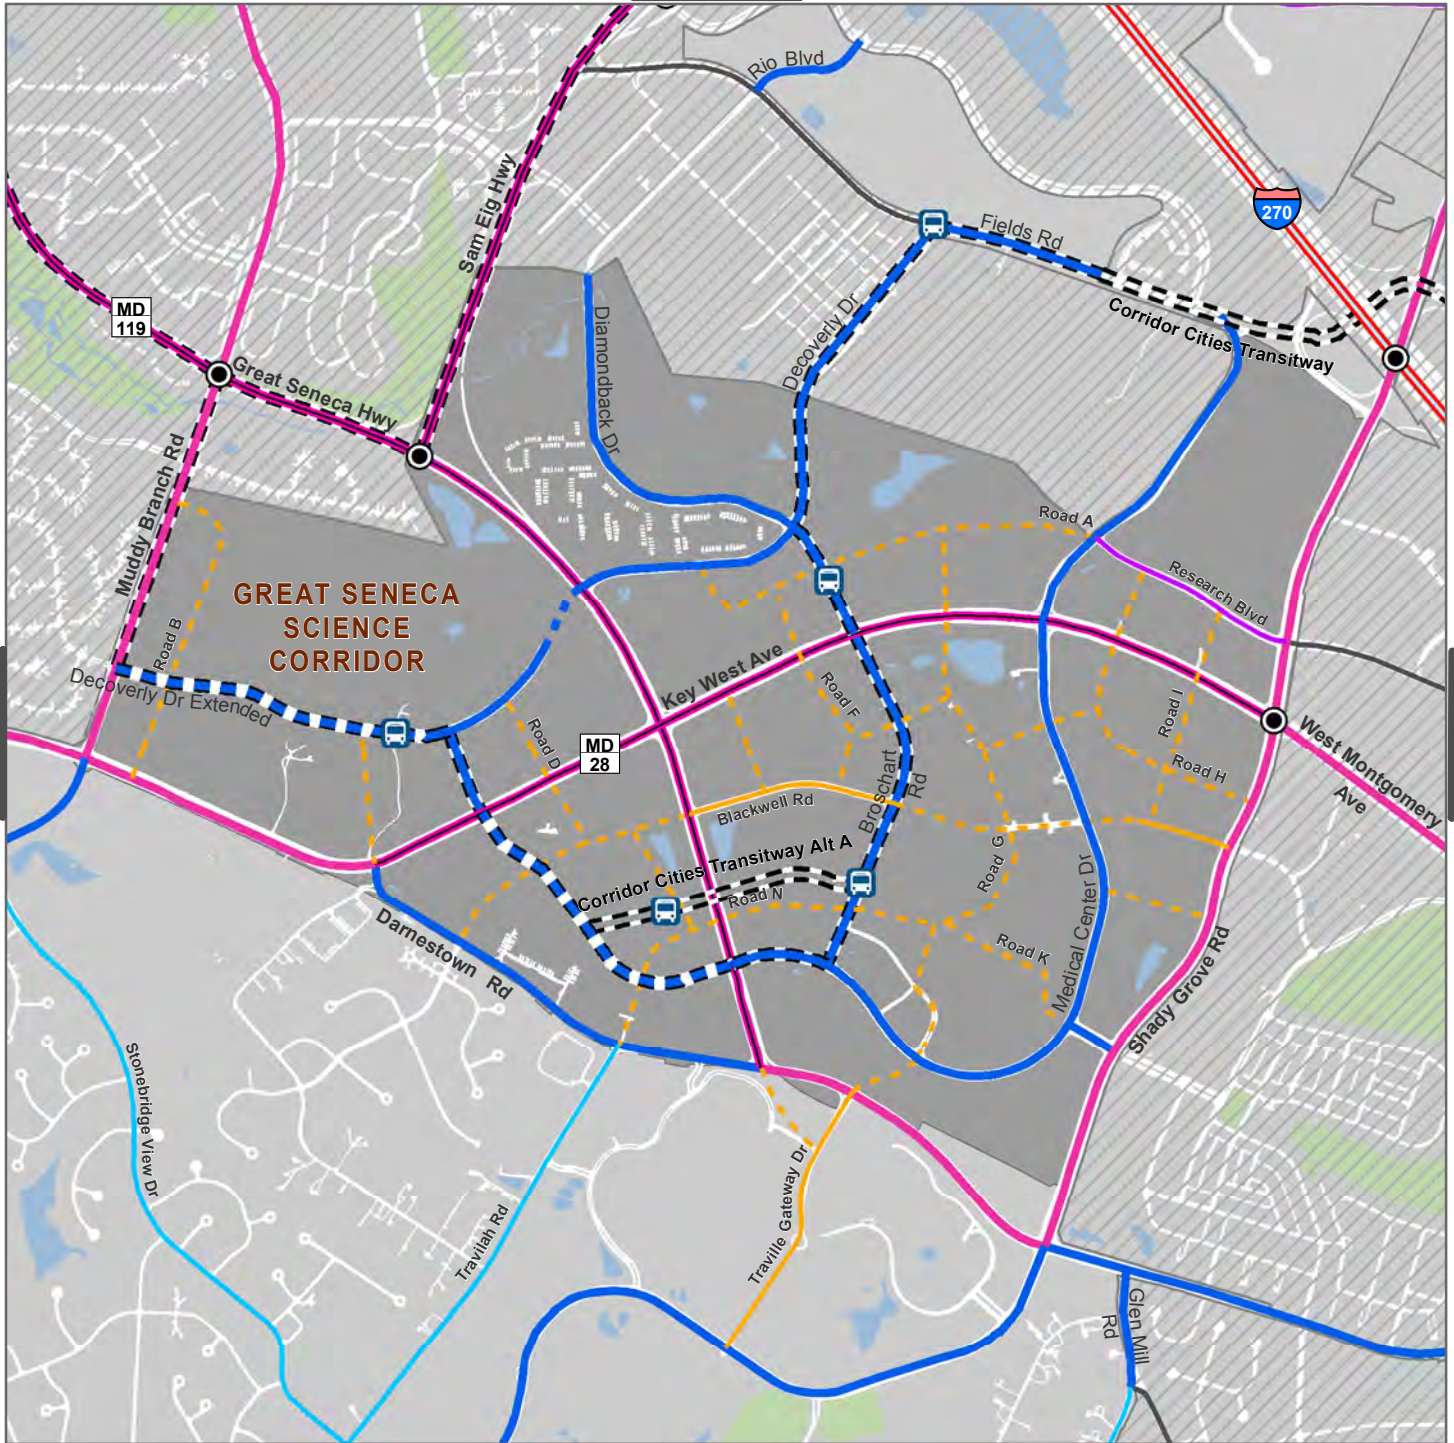 Rio Blvd
Sam Eig Hwy
270
Fields Rd
Corridor Cities Transitway
MD
119
Great Seneca Hwy
Diamondback Dr
Decoverly Dr
Muddy Branch Rd
Road A
Research Blvd
GREAT SENECA
SCIENCE
CORRIDOR
Road B
Decoverly Dr Extended
Key West Ave
Road F
Road I
Road D
MD
28
West Montgomery
Ave
Road H
Broschart
Rd
Blackwell Rd
Corridor Cities Transitway Alt A
Road N
Road G
Road K
Medical Center Dr
Darnestown Rd
Shady Grove Rd
Stonebridge View Dr
Travilah Rd
Traville Gateway Dr
Glen Mill
Rd